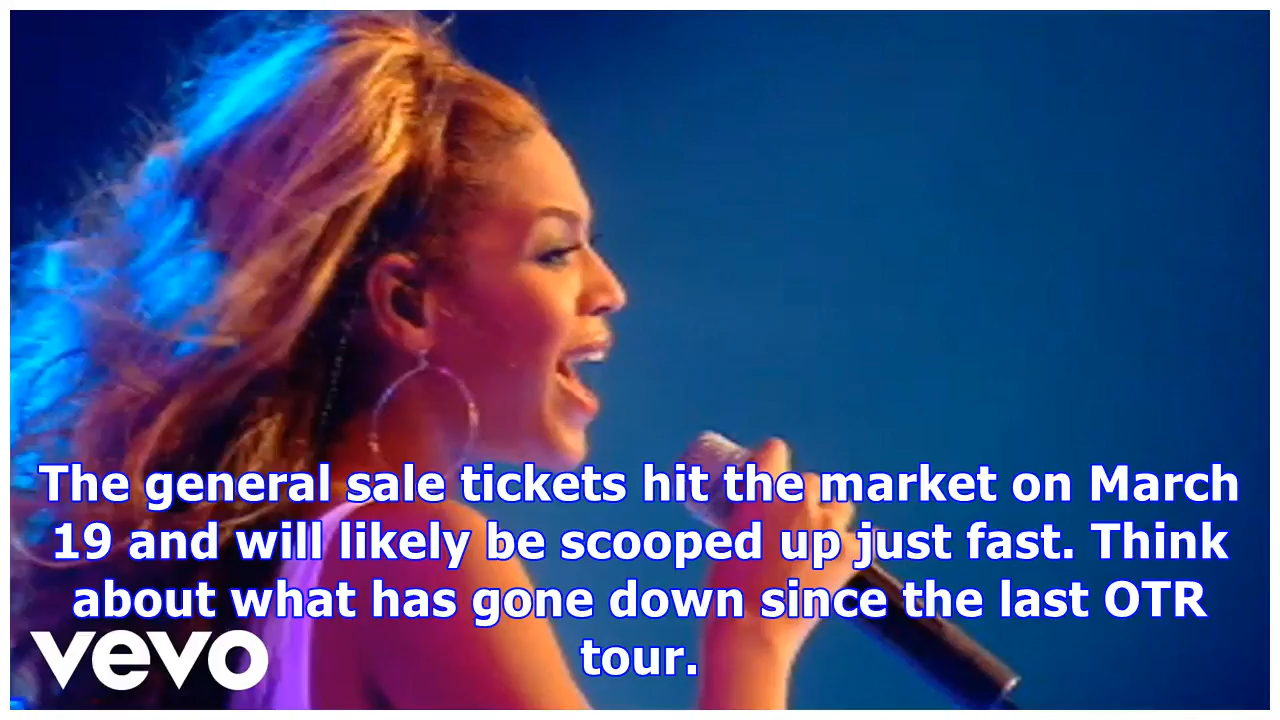 The general sale tickets hit the market on March
19 and will likely be scooped up just fast. Think
about what has gone down since the last OTR
tour.
vevo